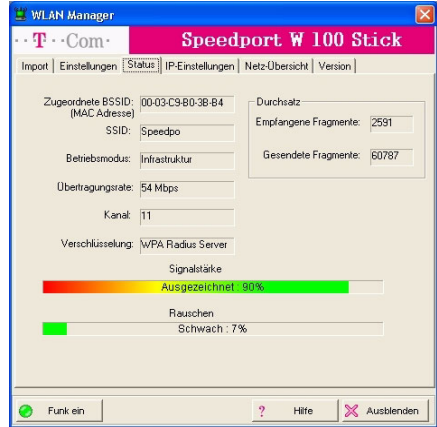 WLAN Manager
··T··Com· Speedport W 100 Stick
Import Einstellungen Status IP-Einstellungen Netz-Übersicht Version
Zugeordnete BSSID: 00-03-C9-B0-3B-B4
(MAC Adresse)
SSID: Speedpo
Betriebsmodus: Infrastruktur
Übertragungsrate: 54 Mbps
Kanal: 11
Verschlüsselung: WPA Radius Server
Durchsatz
Empfangene Fragmente: 2591
Gesendete Fragmente: 60787
Signalstärke
Ausgezeichnet : 90%
Rauschen
Schwach : 7%
Funk ein ? Hilfe Ausblenden